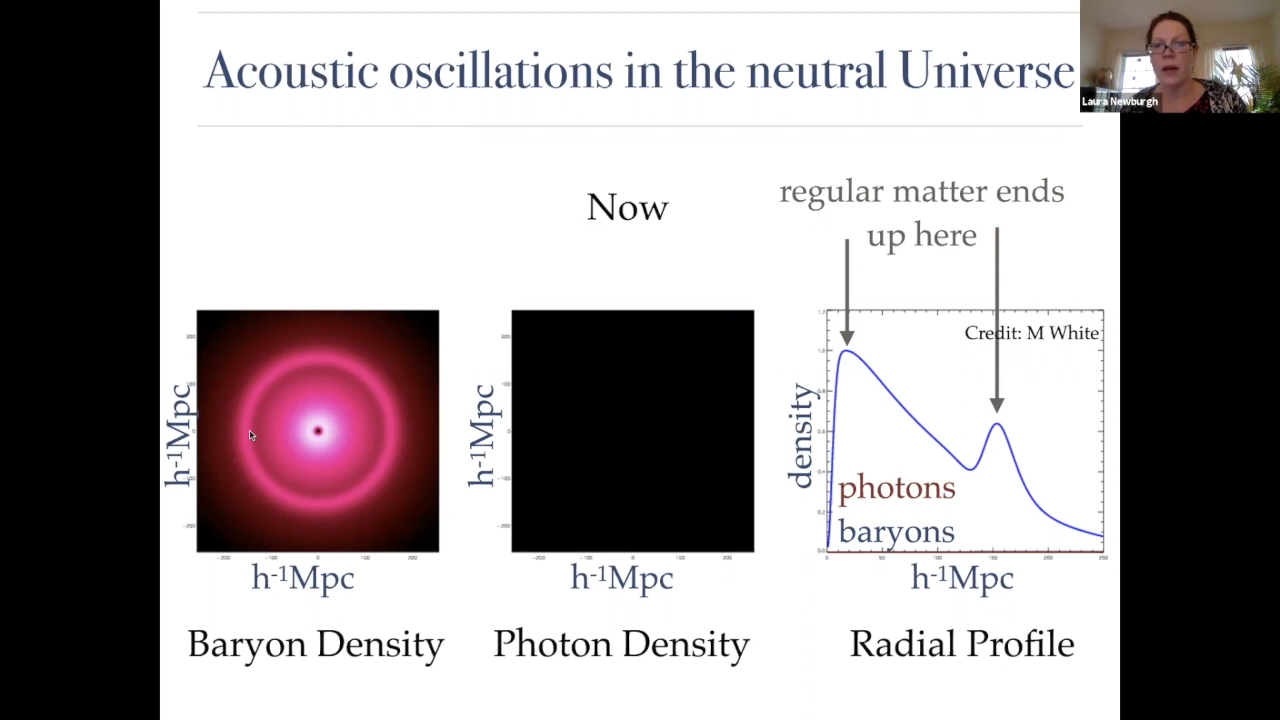 Acoustic oscillations in the neutral Universe
Laura Newburgh
Now
regular matter ends
up here
Credit: M White
h⁻¹Mpc
h⁻¹Mpc
density
photons
baryons
h⁻¹Mpc
h⁻¹Mpc
h⁻¹Mpc
Baryon Density
Photon Density
Radial Profile